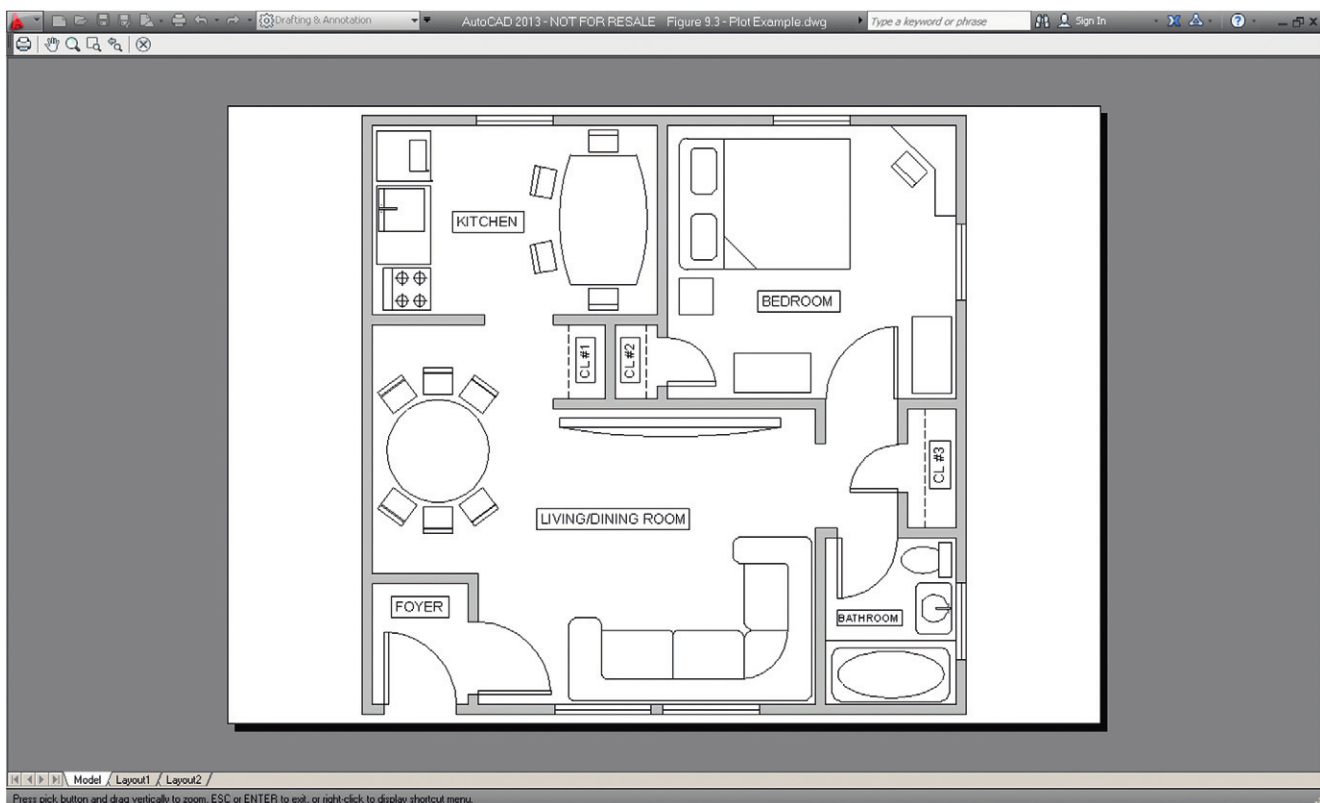 Drafting & Annotation
AutoCAD 2013 - NOT FOR RESALE Figure 9.3 - Plot Example.dwg
Type a keyword or phrase
Sign In
KITCHEN
BEDROOM
CL #1
CL #2
CL #3
LIVING/DINING ROOM
FOYER
BATHROOM
Model
Layout1
Layout2
Press pick button and drag vertically to zoom, ESC or ENTER to exit, or right-click to display shortcut menu.